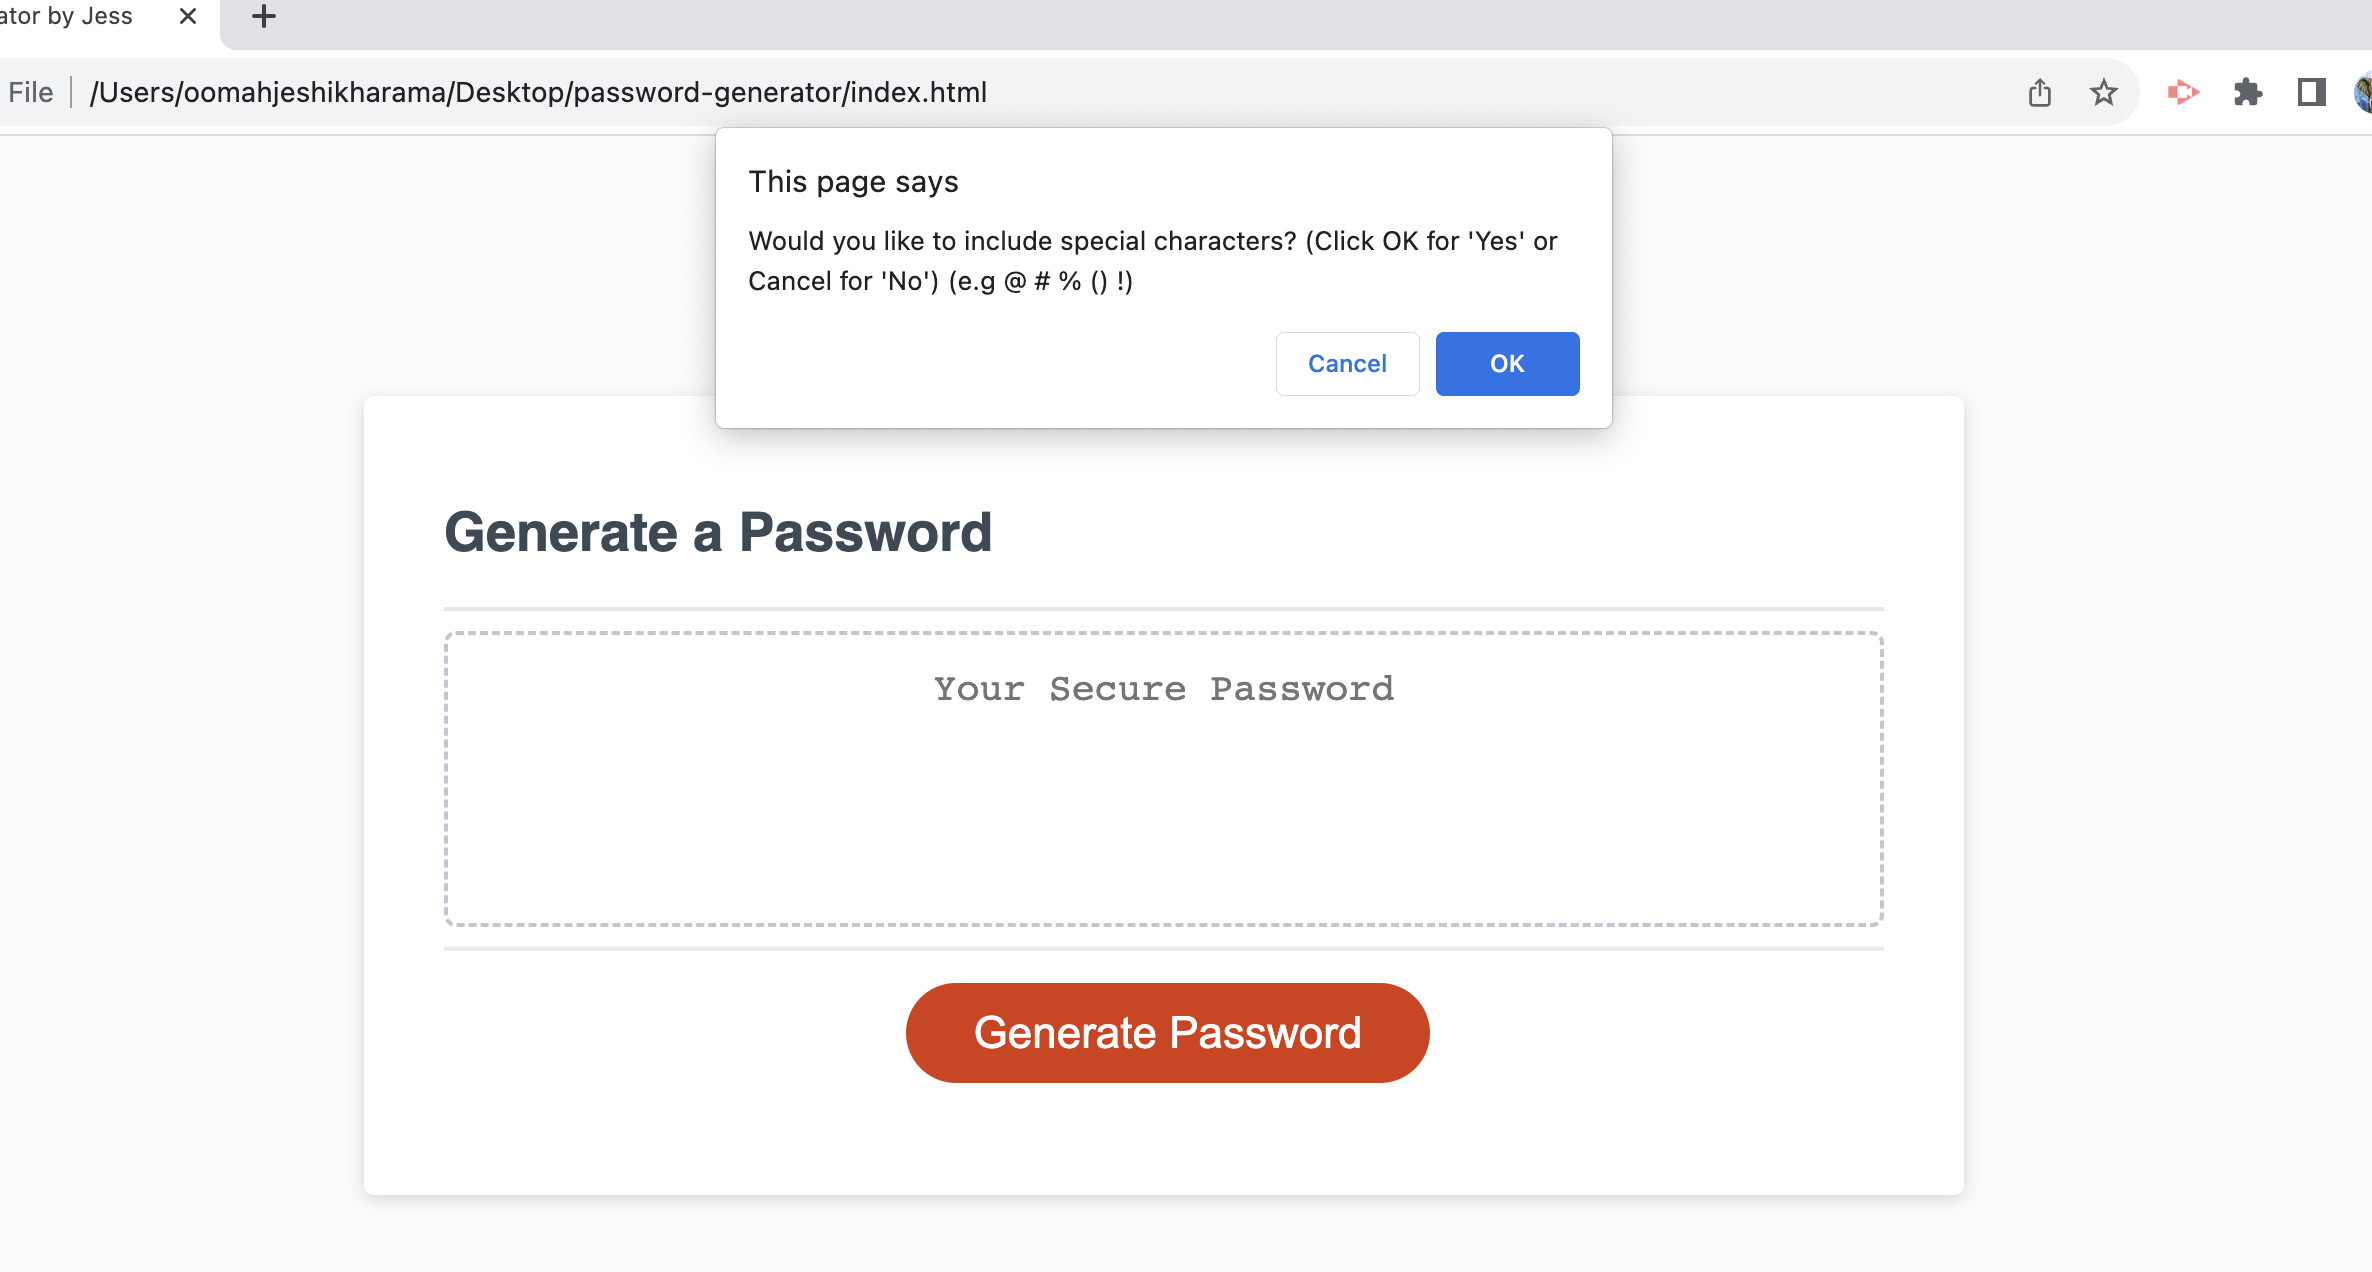 ator by Jess
File /Users/oomahjeshikharama/Desktop/password-generator/index.html
This page says
Would you like to include special characters? (Click OK for 'Yes' or
Cancel for 'No') (e.g @ # % () !)
Cancel OK
Generate a Password
Your Secure Password
Generate Password